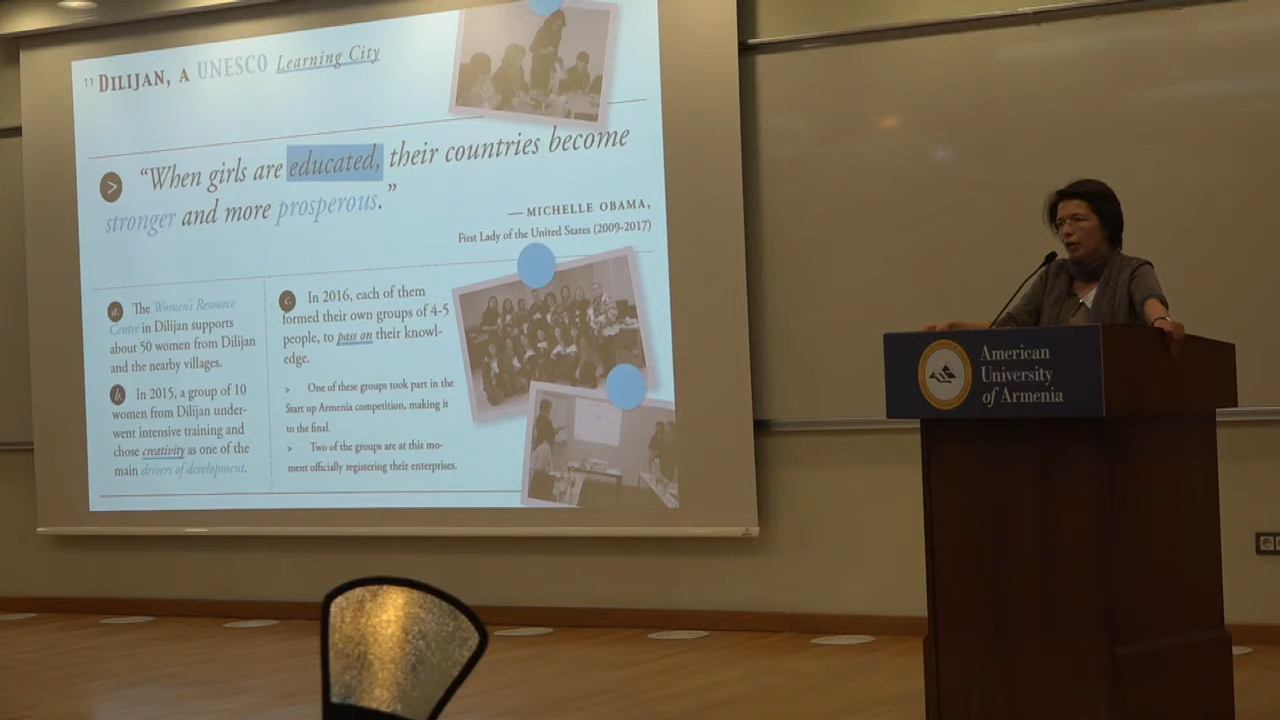 11 DILIJAN, A UNESCO Learning City
> “When girls are educated, their countries become
stronger and more prosperous.”
—MICHELLE OBAMA,
First Lady of the United States (2009-2017)
a. The Women's Resource
Centre in Dilijan supports
about 50 women from Dilijan
and the nearby villages.
b. In 2015, a group of 10
women from Dilijan under-
went intensive training and
chose creativity as one of the
main drivers of development.
c. In 2016, each of them
formed their own groups of 4-5
people, to pass on their knowl-
edge.
> One of these groups took part in the
Start up Armenia competition, making it
to the final.
> Two of the groups are at this mo-
ment officially registering their enterprises.
American
University
of Armenia